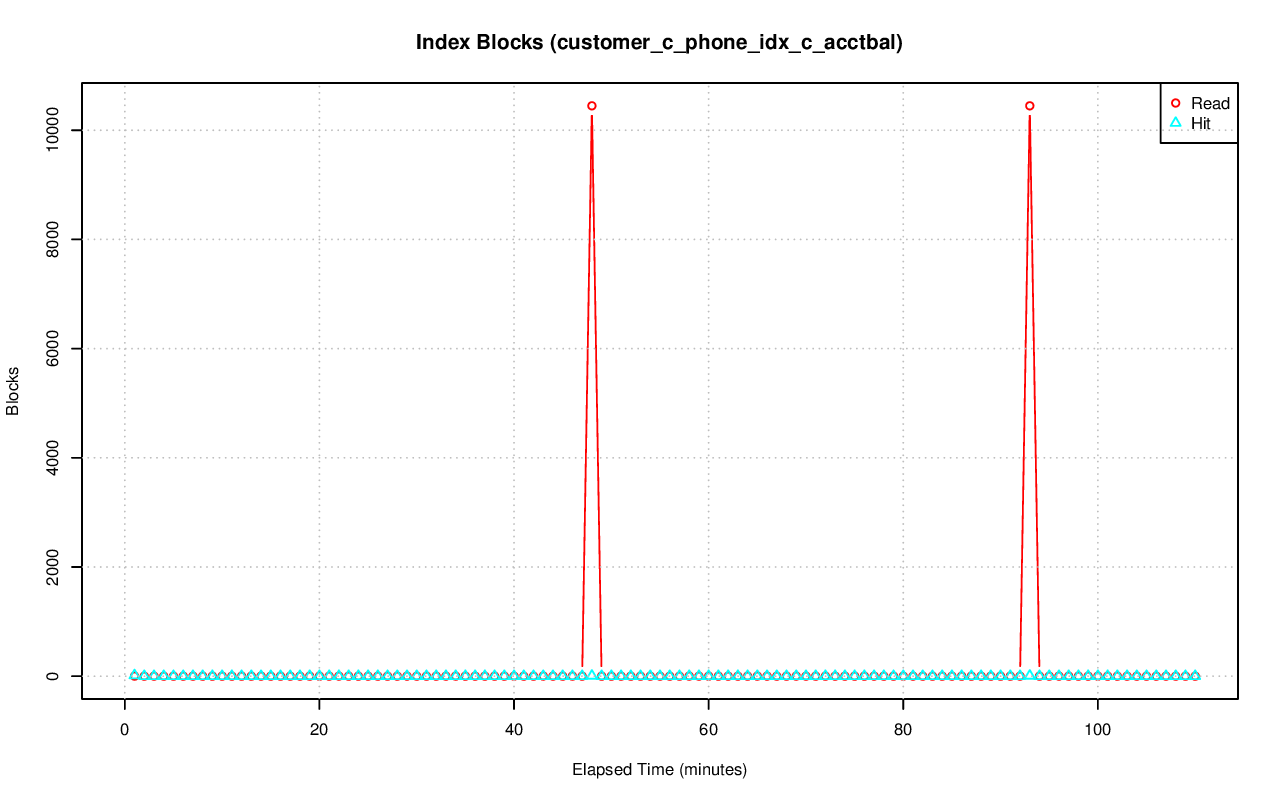 Index Blocks (customer_c_phone_idx_c_acctbal)
Read
Hit
10000
8000
6000
4000
2000
0
Blocks
0 20 40 60 80 100
Elapsed Time (minutes)